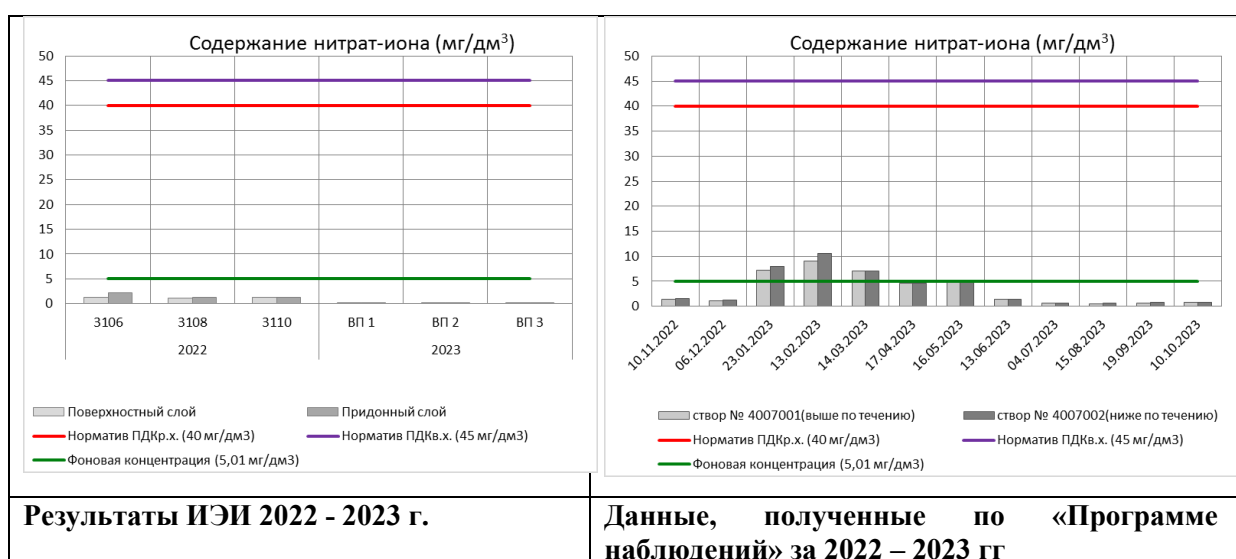 Содержание нитрат-иона (мг/дм³)
50
45
40
35
30
25
20
15
10
5
0
3106 3108 3110 ВП 1 ВП 2 ВП 3
2022 2023
Поверхностный слой Придонный слой
Норматив ПДКр.х. (40 мг/дм3) Норматив ПДКв.х. (45 мг/дм3)
Фоновая концентрация (5,01 мг/дм3)
Результаты ИЭИ 2022 - 2023 г.
Содержание нитрат-иона (мг/дм³)
50
45
40
35
30
25
20
15
10
5
0
10.11.2022 06.12.2022 23.01.2023 13.02.2023 14.03.2023 17.04.2023 16.05.2023 13.06.2023 04.07.2023 15.08.2023 19.09.2023 10.10.2023
створ № 4007001(выше по течению) створ № 4007002(ниже по течению)
Норматив ПДКр.х. (40 мг/дм3) Норматив ПДКв.х. (45 мг/дм3)
Фоновая концентрация (5,01 мг/дм3)
Данные, полученные по «Программе
наблюдений» за 2022 – 2023 гг